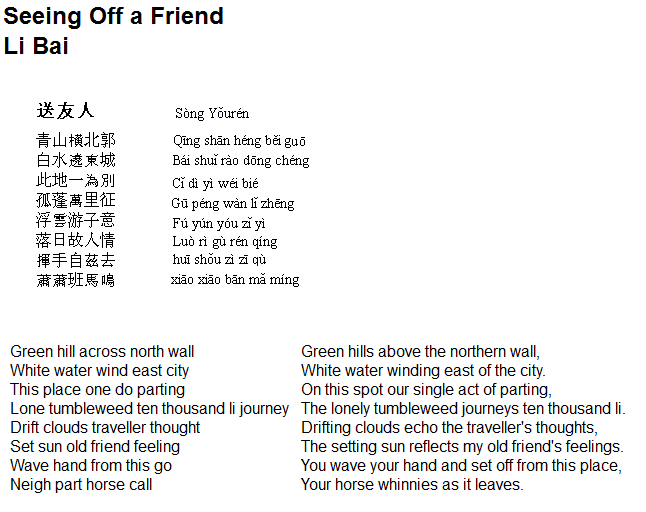 Seeing Off a Friend
Li Bai
送友人
青山横北郭
白水遶東城
此地一為別
孤蓬萬里征
浮雲游子意
落日故人情
揮手自茲去
蕭蕭班馬鳴
Sòng Yǒurén
Qīng shān héng běi guō
Bái shuǐ rào dōng chéng
Cǐ dì yì wéi bié
Gū péng wàn lǐ zhēng
Fú yún yóu zǐ yì
Luò rì gù rén qíng
huī shǒu zì zī qù
xiāo xiāo bān mǎ míng
Green hill across north wall
White water wind east city
This place one do parting
Lone tumbleweed ten thousand li journey
Drift clouds traveller thought
Set sun old friend feeling
Wave hand from this go
Neigh part horse call
Green hills above the northern wall,
White water winding east of the city.
On this spot our single act of parting,
The lonely tumbleweed journeys ten thousand li.
Drifting clouds echo the traveller's thoughts,
The setting sun reflects my old friend's feelings.
You wave your hand and set off from this place,
Your horse whinnies as it leaves.